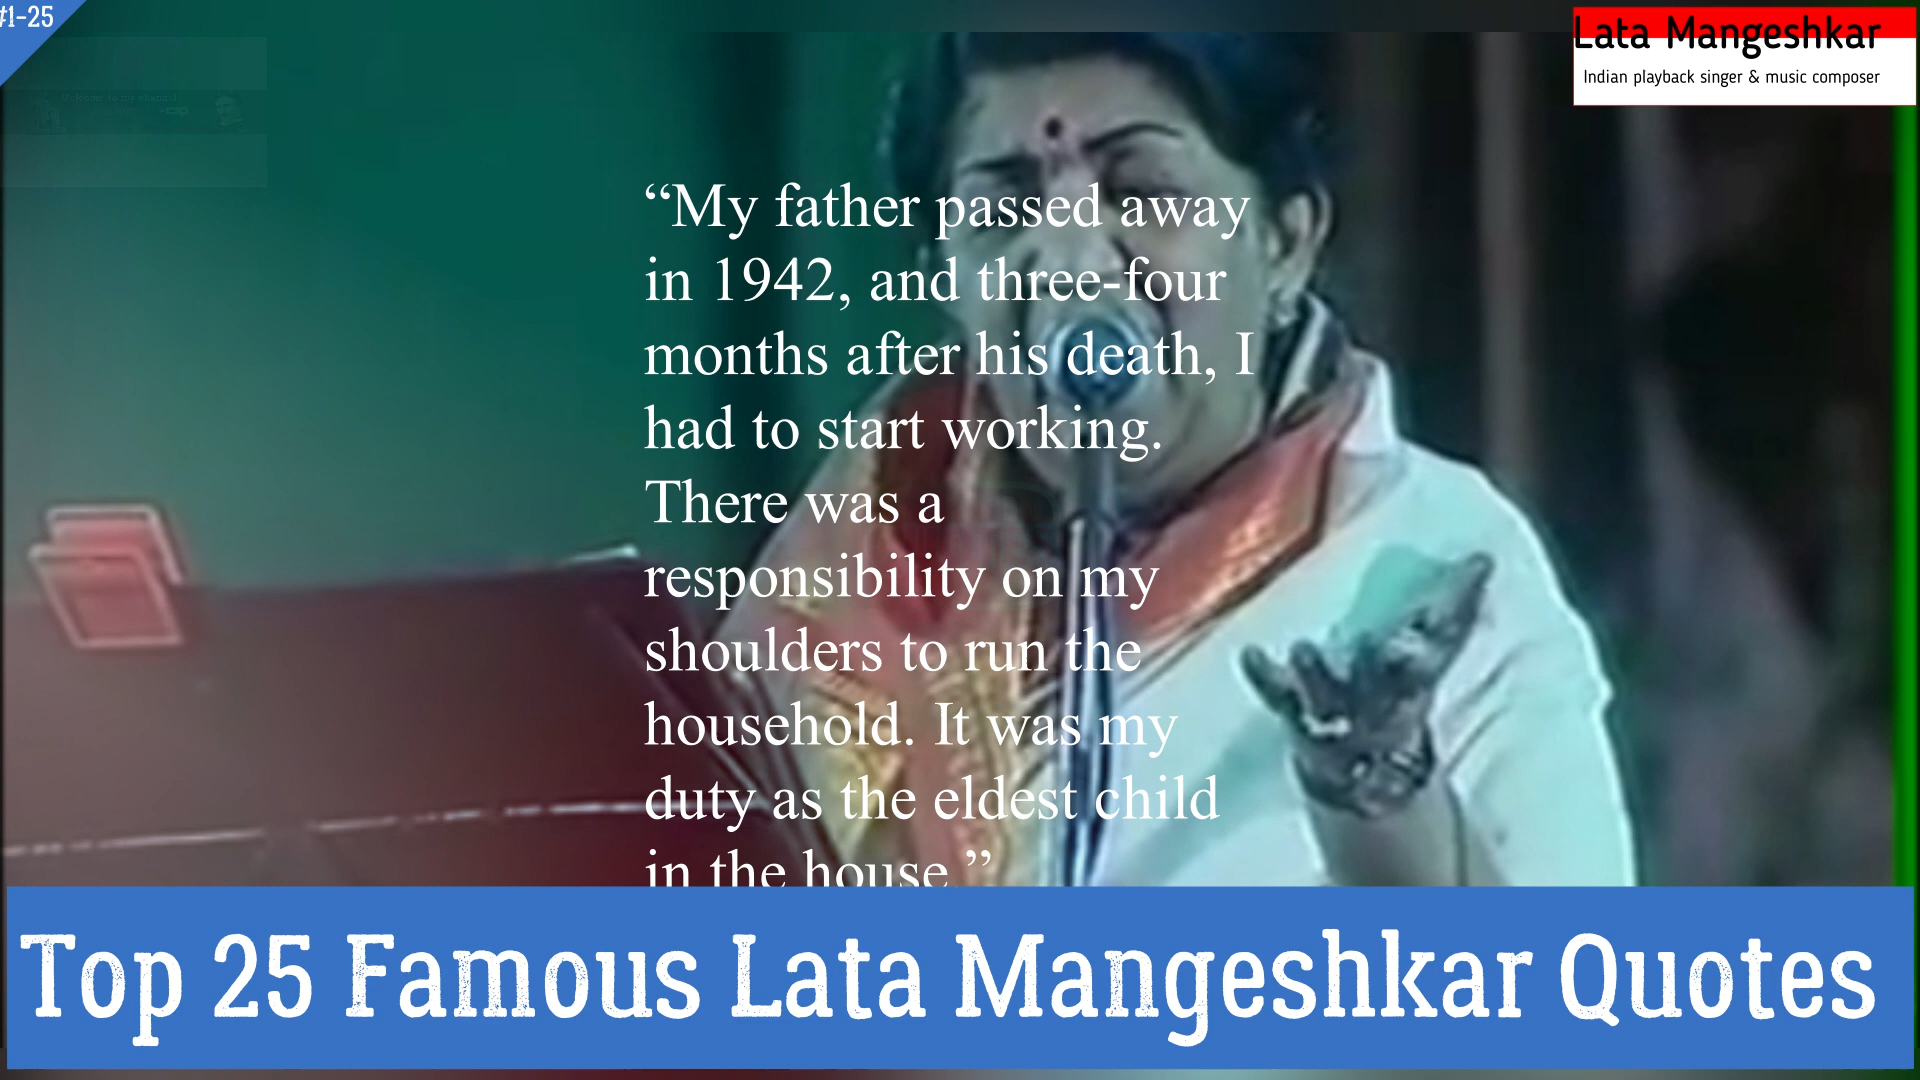 #1-25
Lata Mangeshkar
Indian playback singer & music composer
“My father passed away
in 1942, and three-four
months after his death, I
had to start working.
There was a
responsibility on my
shoulders to run the
household. It was my
duty as the eldest child
in the house.”
Top 25 Famous Lata Mangeshkar Quotes